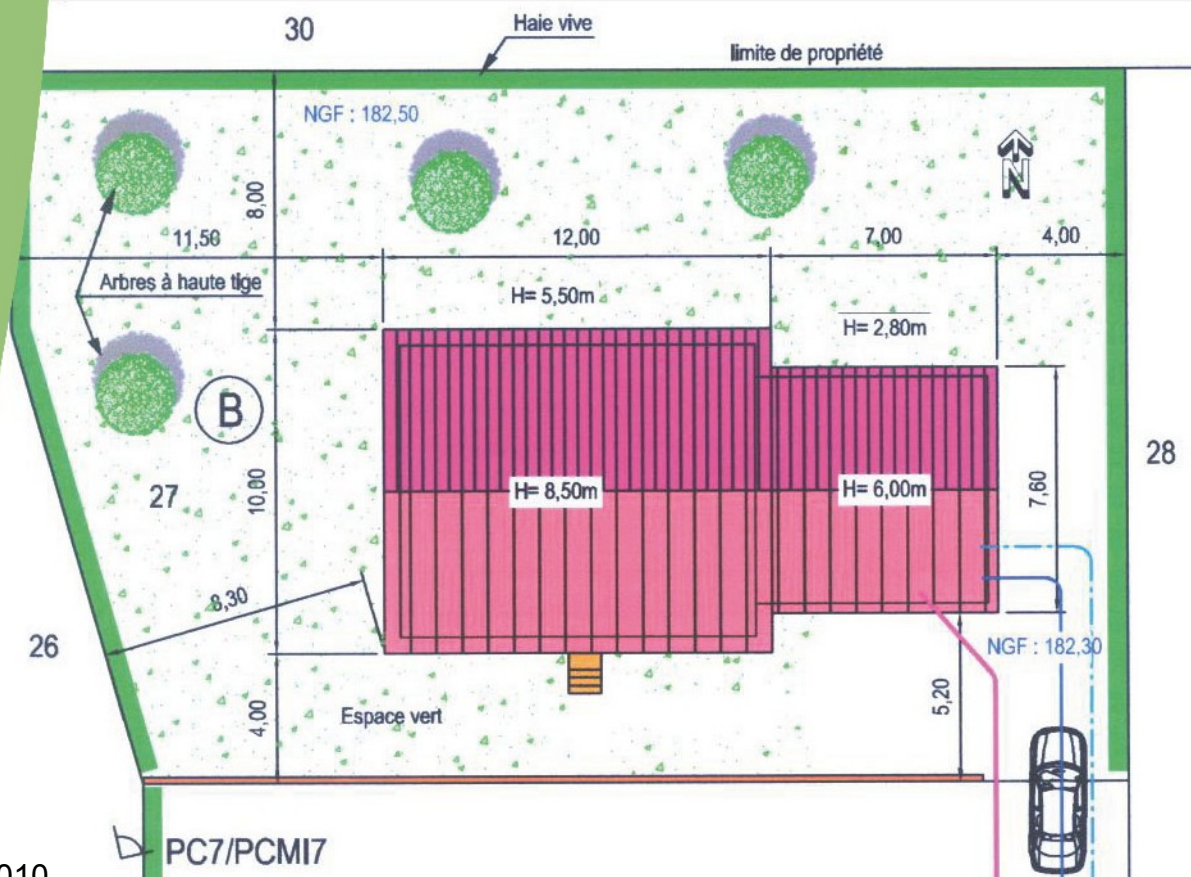 30
Haie vive
limite de propriété
NGF : 182,50
N
8,00
11,50
12,00
7,00
4,00
Arbres à haute tige
H= 5,50m
H= 2,80m
B
28
27
10,00
H= 8,50m
H= 6,00m
7,60
8,30
26
NGF : 182,30
4,00
Espace vert
5,20
PC7/PCMI7